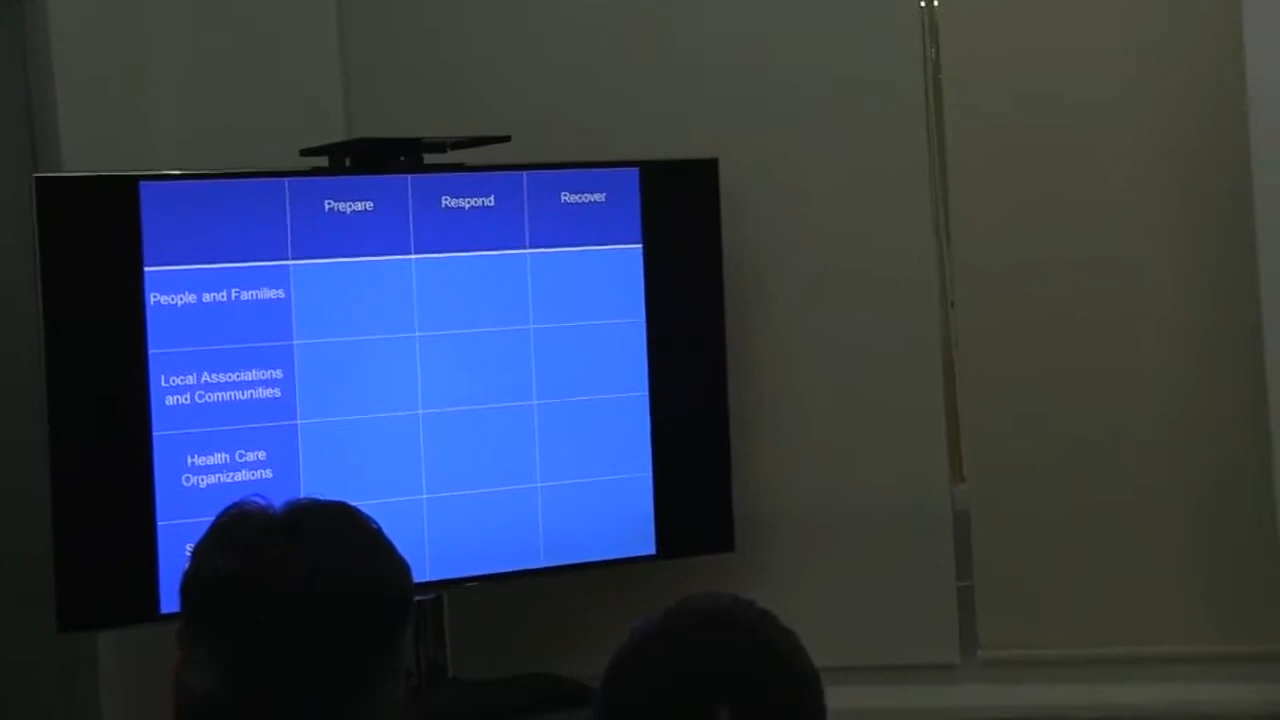 Prepare
Respond
Recover
People and Families
Local Associations
and Communities
Health Care
Organizations